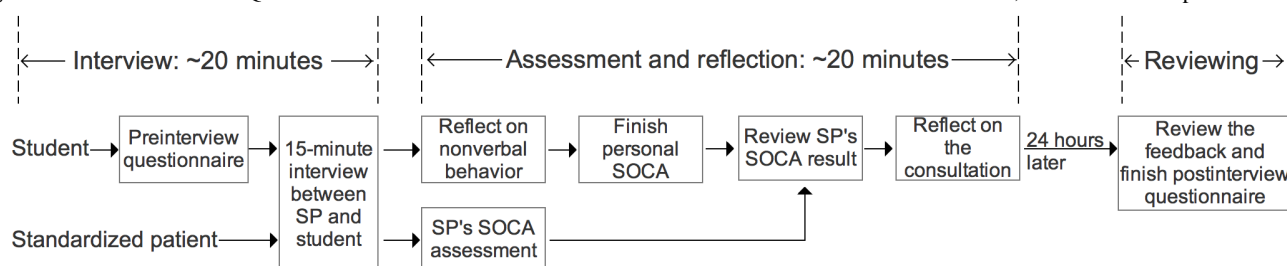 Interview: ~20 minutes
Assessment and reflection: ~20 minutes
Reviewing
Student
Preinterview
questionnaire
15-minute
interview
between
SP and
student
Reflect on
nonverbal
behavior
Finish
personal
SOCA
Review SP's
SOCA result
Reflect on
the
consultation
24 hours
later
Review the
feedback and
finish postinterview
questionnaire
Standardized patient
SP's SOCA
assessment